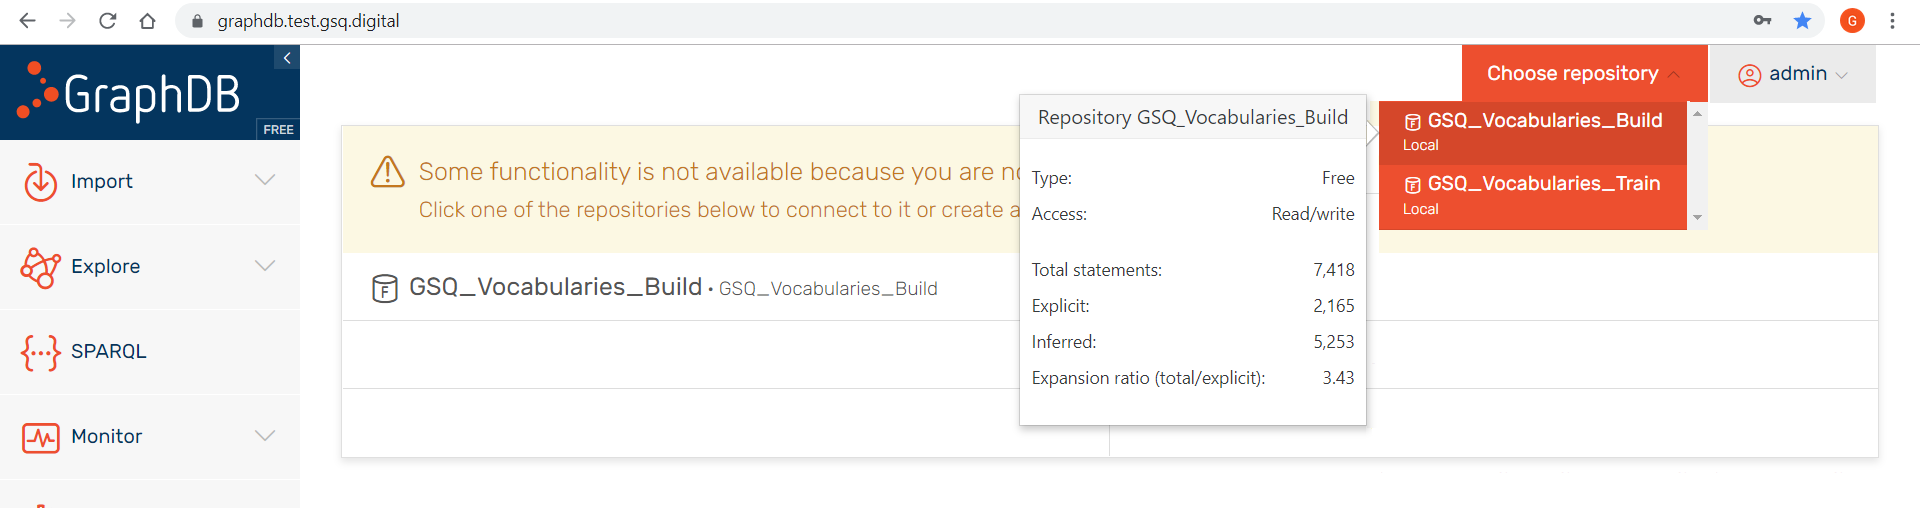 graphdb.test.gsq.digital
G
GraphDB
FREE
Choose repository
admin
Import
Explore
SPARQL
Monitor
Some functionality is not available because you are
Click one of the repositories below to connect to it or create a
GSQ_Vocabularies_Build · GSQ_Vocabularies_Build
Repository GSQ_Vocabularies_Build
Type: Free
Access: Read/write
Total statements: 7,418
Explicit: 2,165
Inferred: 5,253
Expansion ratio (total/explicit): 3.43
GSQ_Vocabularies_Build
Local
GSQ_Vocabularies_Train
Local